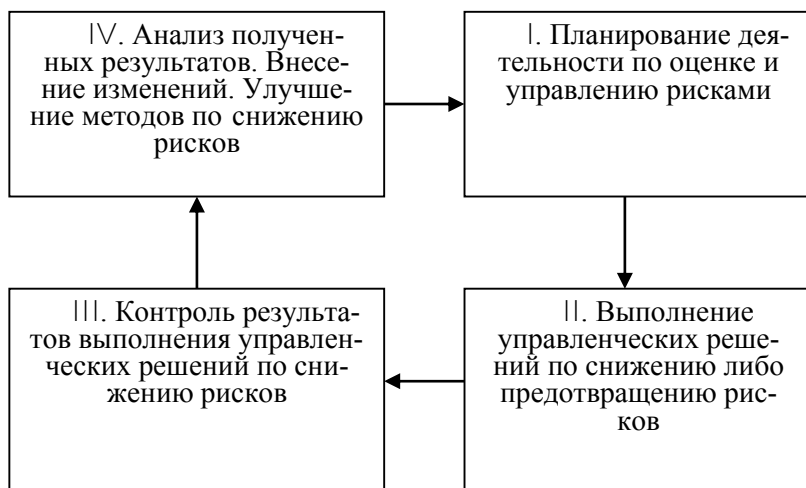 IV. Анализ получен-
ных результатов. Внесе-
ние изменений. Улучше-
ние методов по снижению
рисков
I. Планирование дея-
тельности по оценке и
управлению рисками
III. Контроль результа-
тов выполнения управлен-
ческих решений по сни-
жению рисков
II. Выполнение
управленческих реше-
ний по снижению либо
предотвращению рис-
ков